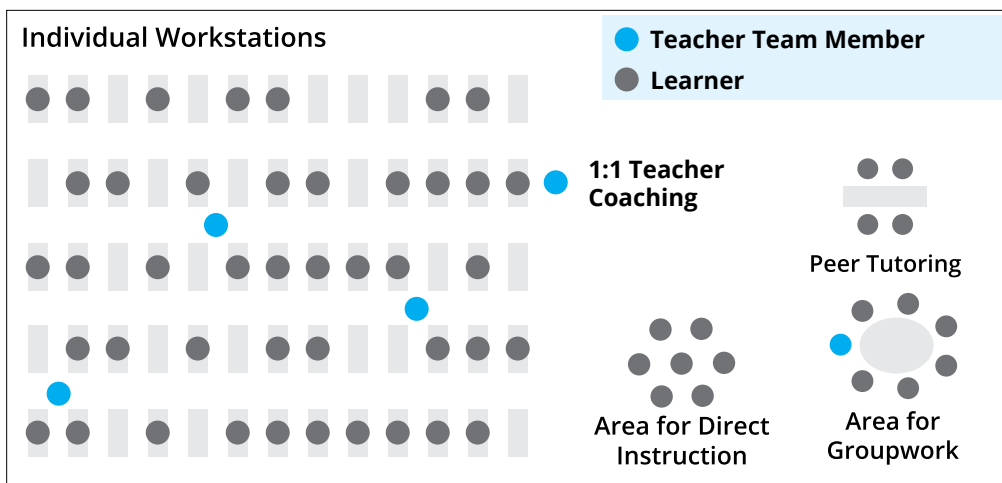 Individual Workstations
Teacher Team Member
Learner
1:1 Teacher
Coaching
Peer Tutoring
Area for Direct
Instruction
Area for
Groupwork